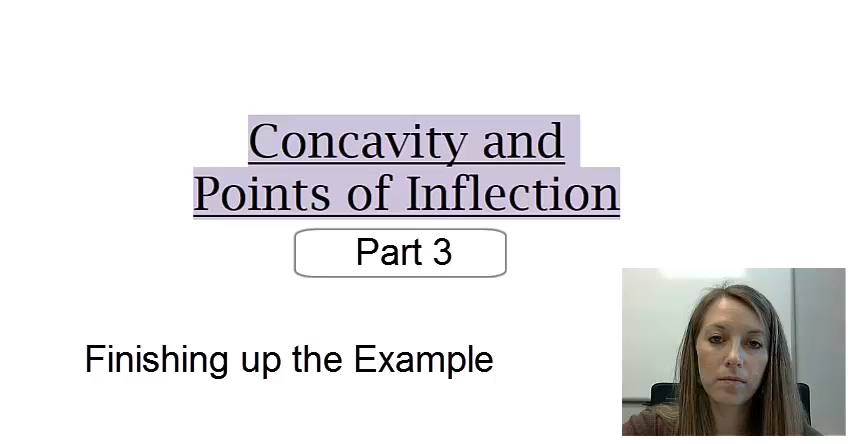 Concavity and
Points of Inflection
Part 3
Finishing up the Example